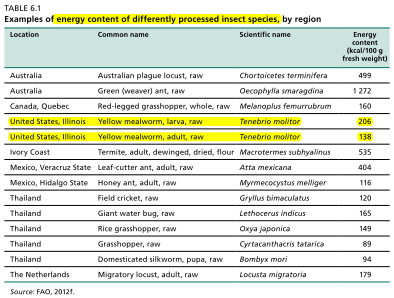 TABLE 6.1
Examples of energy content of differently processed insect species, by region
Location Common name Scientific name Energy content (kcal/100 g fresh weight)
Australia Australian plague locust, raw Chortoicetes terminifera 499
Australia Green (weaver) ant, raw Oecophylla smaragdina 1 272
Canada, Quebec Red-legged grasshopper, whole, raw Melanoplus femurrubrum 160
United States, Illinois Yellow mealworm, larva, raw Tenebrio molitor 206
United States, Illinois Yellow mealworm, adult, raw Tenebrio molitor 138
Ivory Coast Termite, adult, dewinged, dried, flour Macrotermes subhyalinus 535
Mexico, Veracruz State Leaf-cutter ant, adult, raw Atta mexicana 404
Mexico, Hidalgo State Honey ant, adult, raw Myrmecocystus melliger 116
Thailand Field cricket, raw Gryllus bimaculatus 120
Thailand Giant water bug, raw Lethocerus indicus 165
Thailand Rice grasshopper, raw Oxya japonica 149
Thailand Grasshopper, raw Cyrtacanthacris tatarica 89
Thailand Domesticated silkworm, pupa, raw Bombyx mori 94
The Netherlands Migratory locust, adult, raw Locusta migratoria 179
Source: FAO, 2012f.